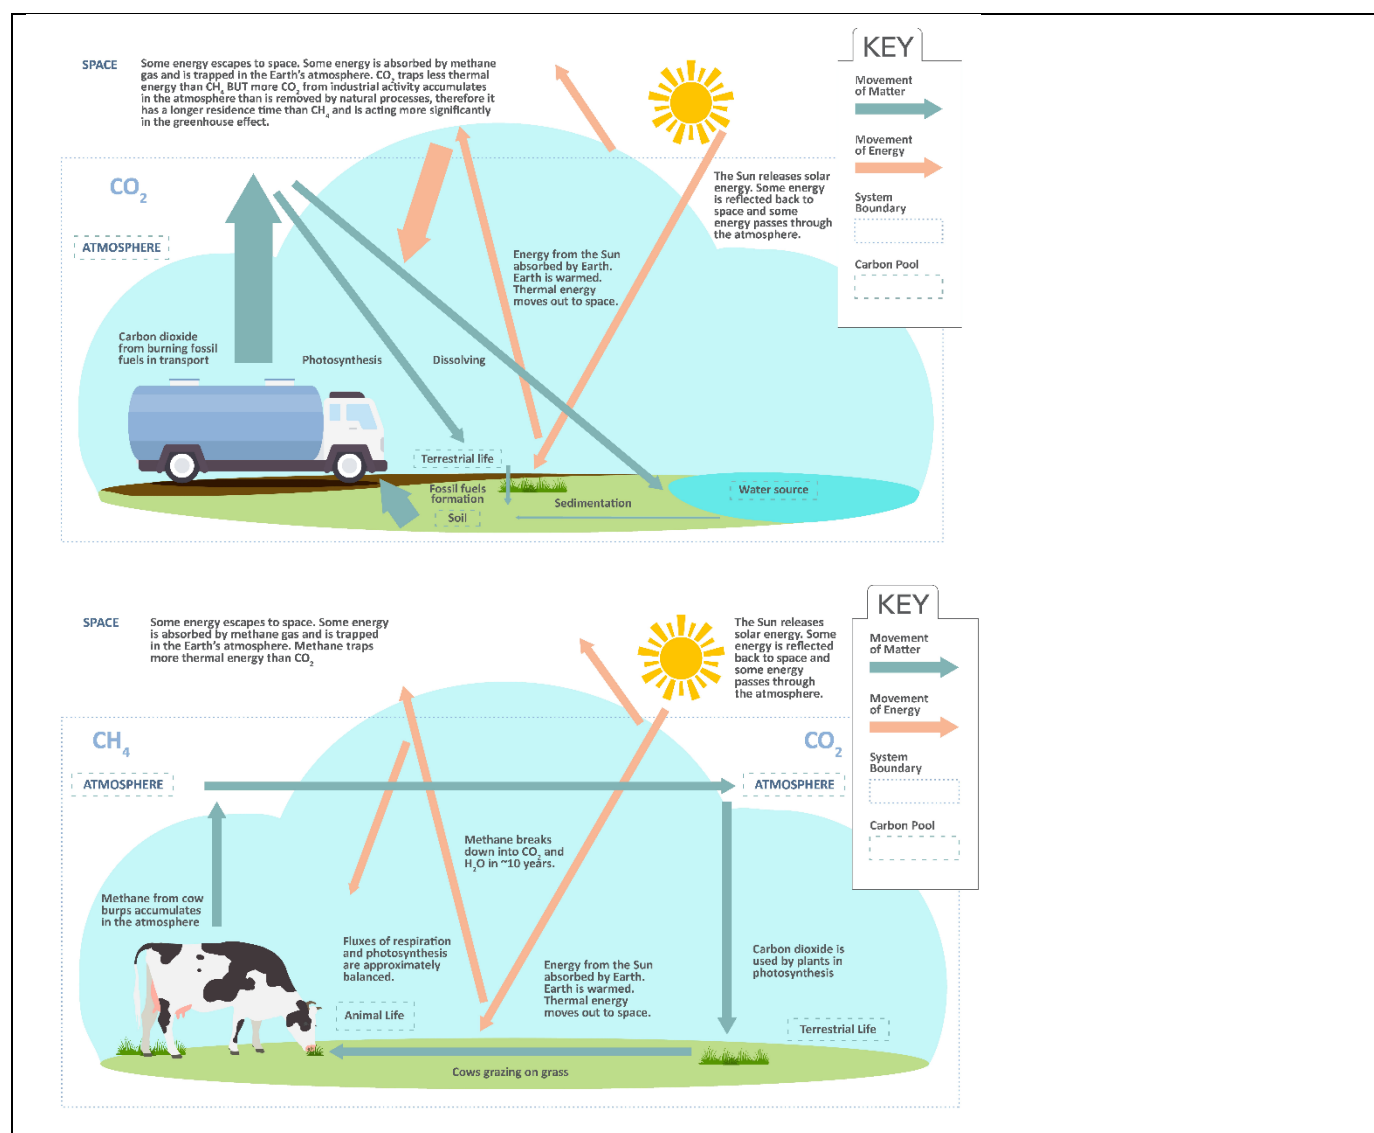 SPACE
Some energy escapes to space. Some energy is absorbed by methane
gas and is trapped in the Earth's atmosphere. CO2 traps less thermal
energy than CH4 BUT more CO2 from industrial activity accumulates
in the atmosphere than is removed by natural processes, therefore it
has a longer residence time than CH4 and is acting more significantly
in the greenhouse effect.
KEY
Movement
of Matter
Movement
of Energy
System
Boundary
Carbon Pool
CO2
ATMOSPHERE
The Sun releases solar
energy. Some energy
is reflected back to
space and some
energy passes through
the atmosphere.
Energy from the Sun
absorbed by Earth.
Earth is warmed.
Thermal energy
moves out to space.
Carbon dioxide
from burning fossil
fuels in transport
Photosynthesis
Dissolving
Terrestrial life
Fossil fuels
formation
Soil
Sedimentation
Water source
SPACE
Some energy escapes to space. Some energy
is absorbed by methane gas and is trapped
in the Earth's atmosphere. Methane traps
more thermal energy than CO2
The Sun releases
solar energy. Some
energy is reflected
back to space and
some energy
passes through
the atmosphere.
KEY
Movement
of Matter
Movement
of Energy
System
Boundary
Carbon Pool
CH4
CO2
ATMOSPHERE
ATMOSPHERE
Methane breaks
down into CO2 and
H2O in ~10 years.
Methane from cow
burps accumulates
in the atmosphere
Fluxes of respiration
and photosynthesis
are approximately
balanced.
Energy from the Sun
absorbed by Earth.
Earth is warmed.
Thermal energy
moves out to space.
Carbon dioxide is
used by plants in
photosynthesis
Animal Life
Terrestrial Life
Cows grazing on grass